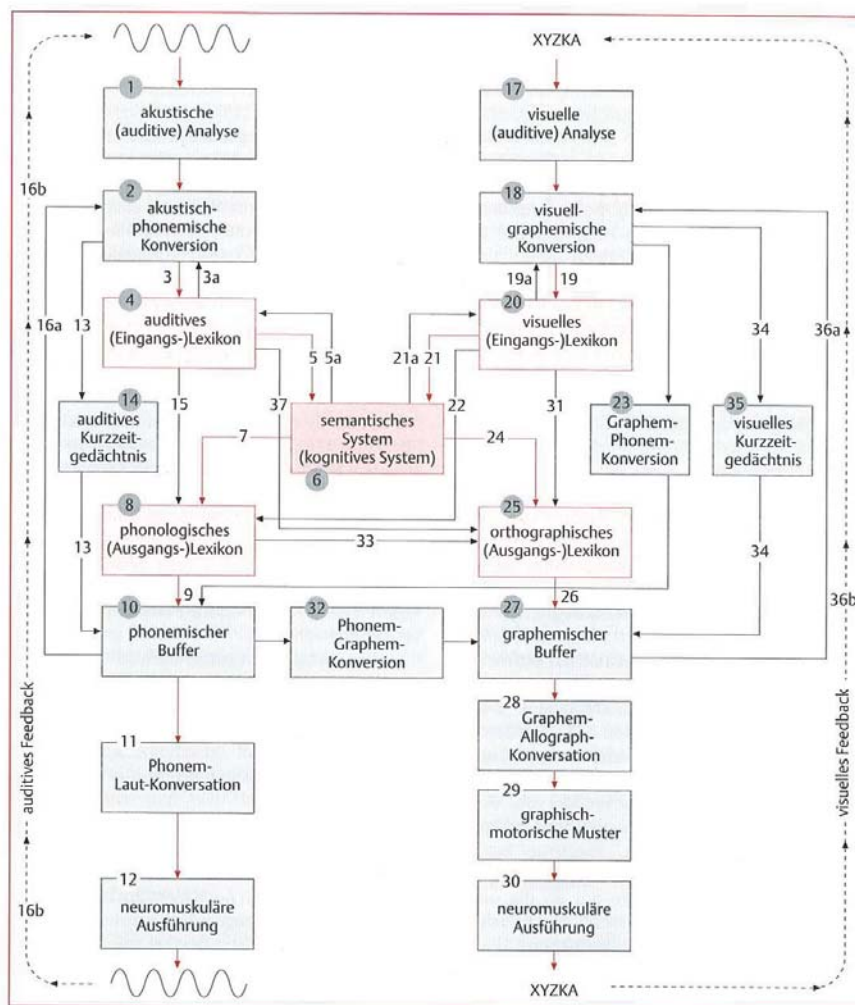 XYZKA
1
akustische
(auditive) Analyse
17
visuelle
(auditive) Analyse
16b
2
akustisch-
phonemische
Konversion
18
visuell-
graphemische
Konversion
3
3a
19a
19
16a
13
4
auditives
(Eingangs-)Lexikon
20
visuelles
(Eingangs-)Lexikon
34
36a
5
5a
21a
21
15
37
22
31
14
auditives
Kurzzeit-
gedächtnis
7
semantisches
System
(kognitives System)
6
24
23
Graphem-
Phonem-
Konversion
35
visuelles
Kurzzeit-
gedächtnis
8
phonologisches
(Ausgangs-)Lexikon
25
orthographisches
(Ausgangs-)Lexikon
13
33
34
9
26
36b
10
phonemischer
Buffer
32
Phonem-
Graphem-
Konversion
27
graphemischer
Buffer
28
Graphem-
Allograph-
Konversation
11
Phonem-
Laut-Konversation
29
graphisch-
motorische Muster
auditives Feedback
visuelles Feedback
12
neuromuskuläre
Ausführung
30
neuromuskuläre
Ausführung
16b
XYZKA